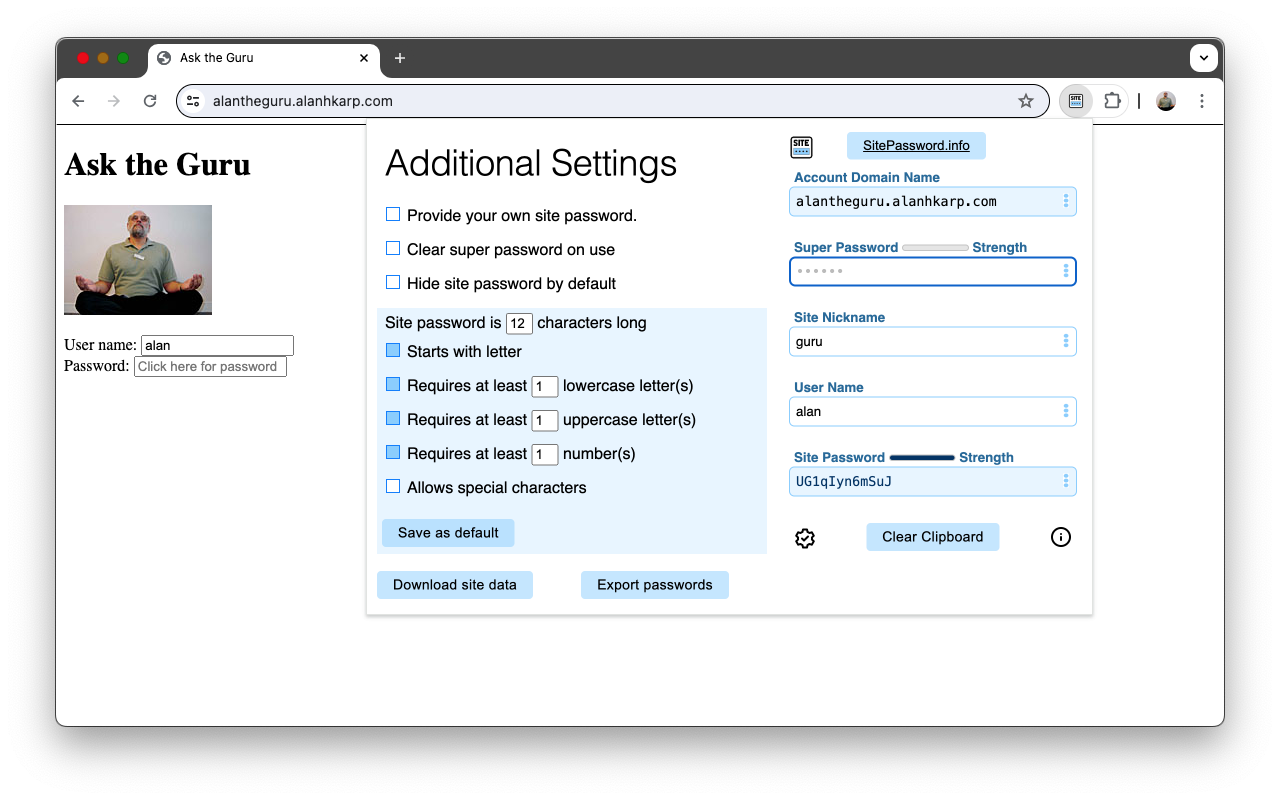 Ask the Guru
alantheguru.alanhkarp.com
SITE
Ask the Guru
User name: alan
Password: Click here for password
Additional Settings
Provide your own site password.
Clear super password on use
Hide site password by default
Site password is 12 characters long
Starts with letter
Requires at least 1 lowercase letter(s)
Requires at least 1 uppercase letter(s)
Requires at least 1 number(s)
Allows special characters
Save as default
Download site data
Export passwords
SITE
SitePassword.info
Account Domain Name
alantheguru.alanhkarp.com
Super Password
Strength
••••••
Site Nickname
guru
User Name
alan
Site Password
Strength
UG1qIyn6mSuJ
Clear Clipboard